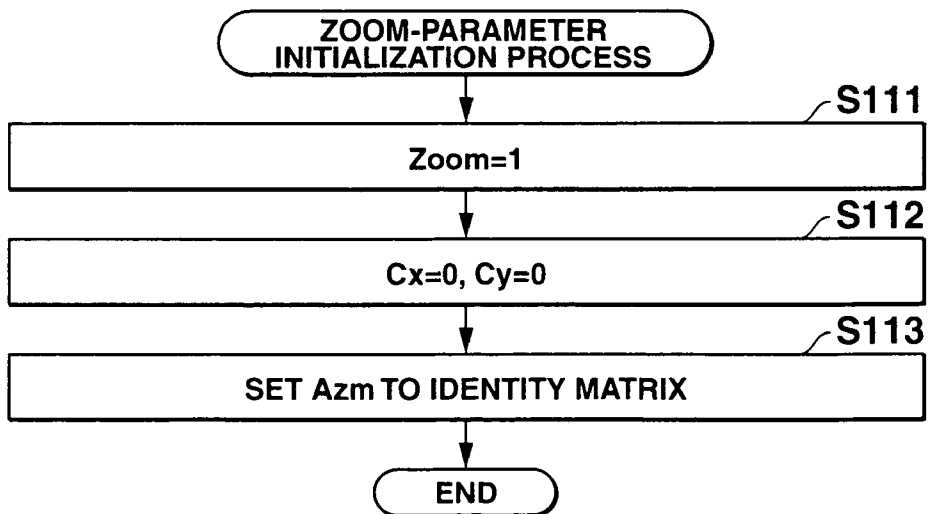 ZOOM-PARAMETER
INITIALIZATION PROCESS
S111
Zoom=1
S112
Cx=0, Cy=0
S113
SET Azm TO IDENTITY MATRIX
END